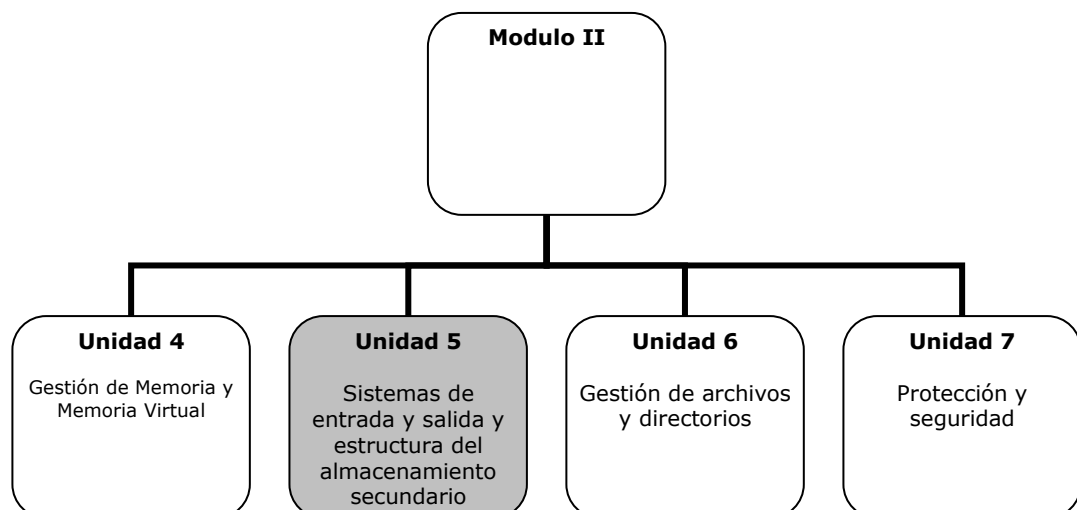 Modulo II
Unidad 4
Gestión de Memoria y
Memoria Virtual
Unidad 5
Sistemas de
entrada y salida y
estructura del
almacenamiento
secundario
Unidad 6
Gestión de archivos
y directorios
Unidad 7
Protección y
seguridad